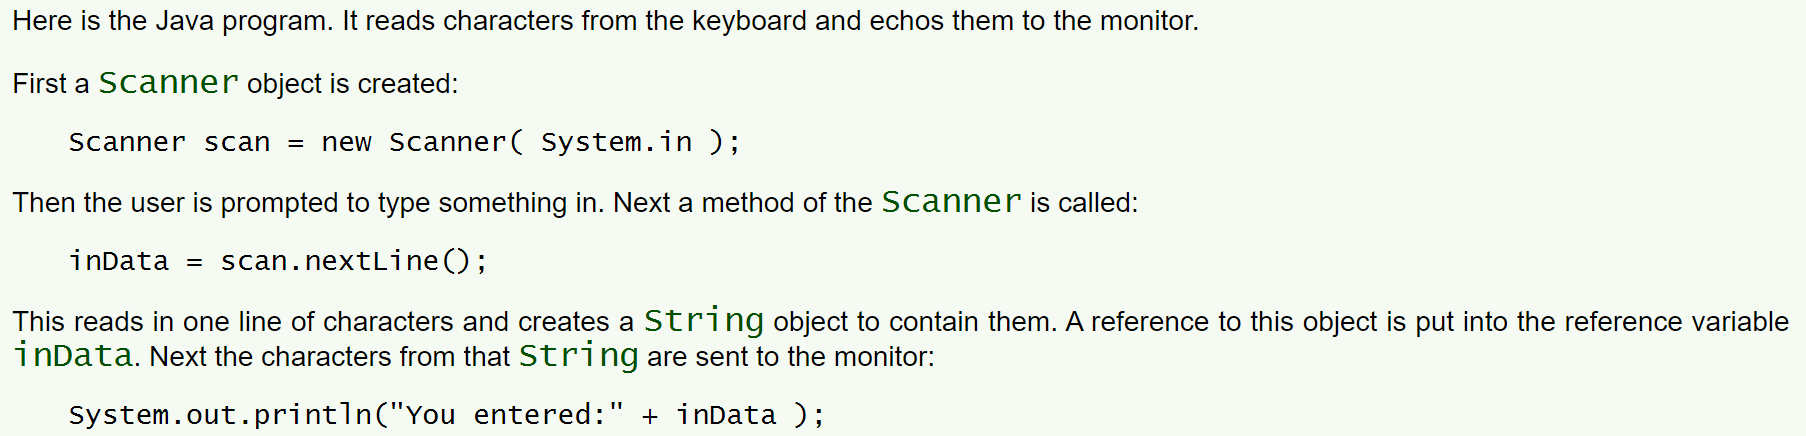 Here is the Java program. It reads characters from the keyboard and echos them to the monitor.
First a Scanner object is created:
Scanner scan = new Scanner( System.in );
Then the user is prompted to type something in. Next a method of the Scanner is called:
inData = scan.nextLine();
This reads in one line of characters and creates a String object to contain them. A reference to this object is put into the reference variable
inData. Next the characters from that String are sent to the monitor:
System.out.println("You entered:" + inData );